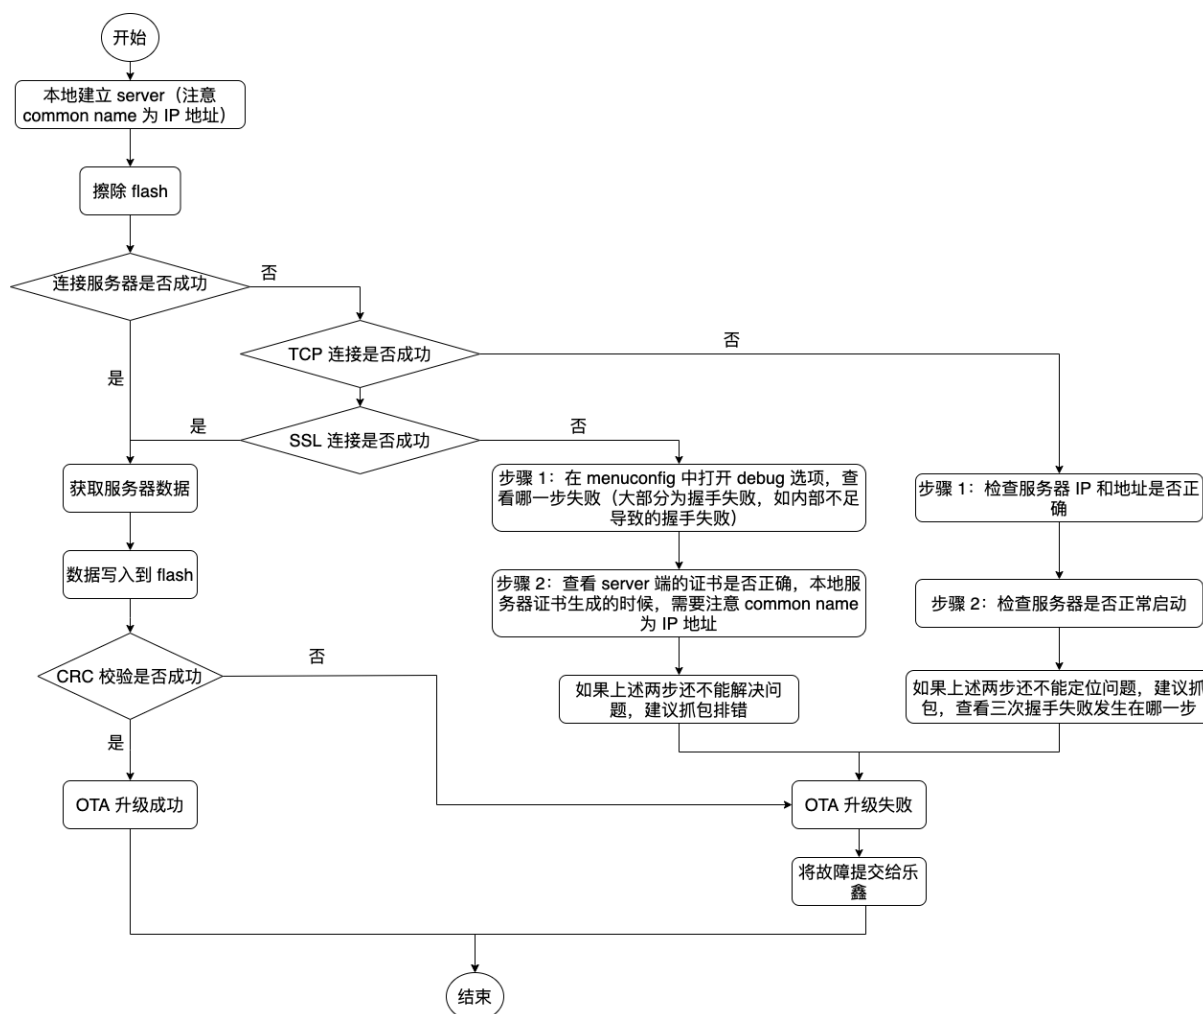 开始
本地建立 server（注意
common name 为 IP 地址）
擦除 flash
连接服务器是否成功
否
TCP 连接是否成功
否
是
是
SSL 连接是否成功
否
获取服务器数据
步骤 1：在 menuconfig 中打开 debug 选项，查
看哪一步失败（大部分为握手失败，如内部不足
导致的握手失败）
步骤 1：检查服务器 IP 和地址是否正
确
数据写入到 flash
步骤 2：查看 server 端的证书是否正确，本地服
务器证书生成的时候，需要注意 common name
为 IP 地址
步骤 2：检查服务器是否正常启动
CRC 校验是否成功
否
如果上述两步还不能解决问
题，建议抓包排错
如果上述两步还不能定位问题，建议抓
包，查看三次握手失败发生在哪一步
是
OTA 升级成功
OTA 升级失败
将故障提交给乐
鑫
结束